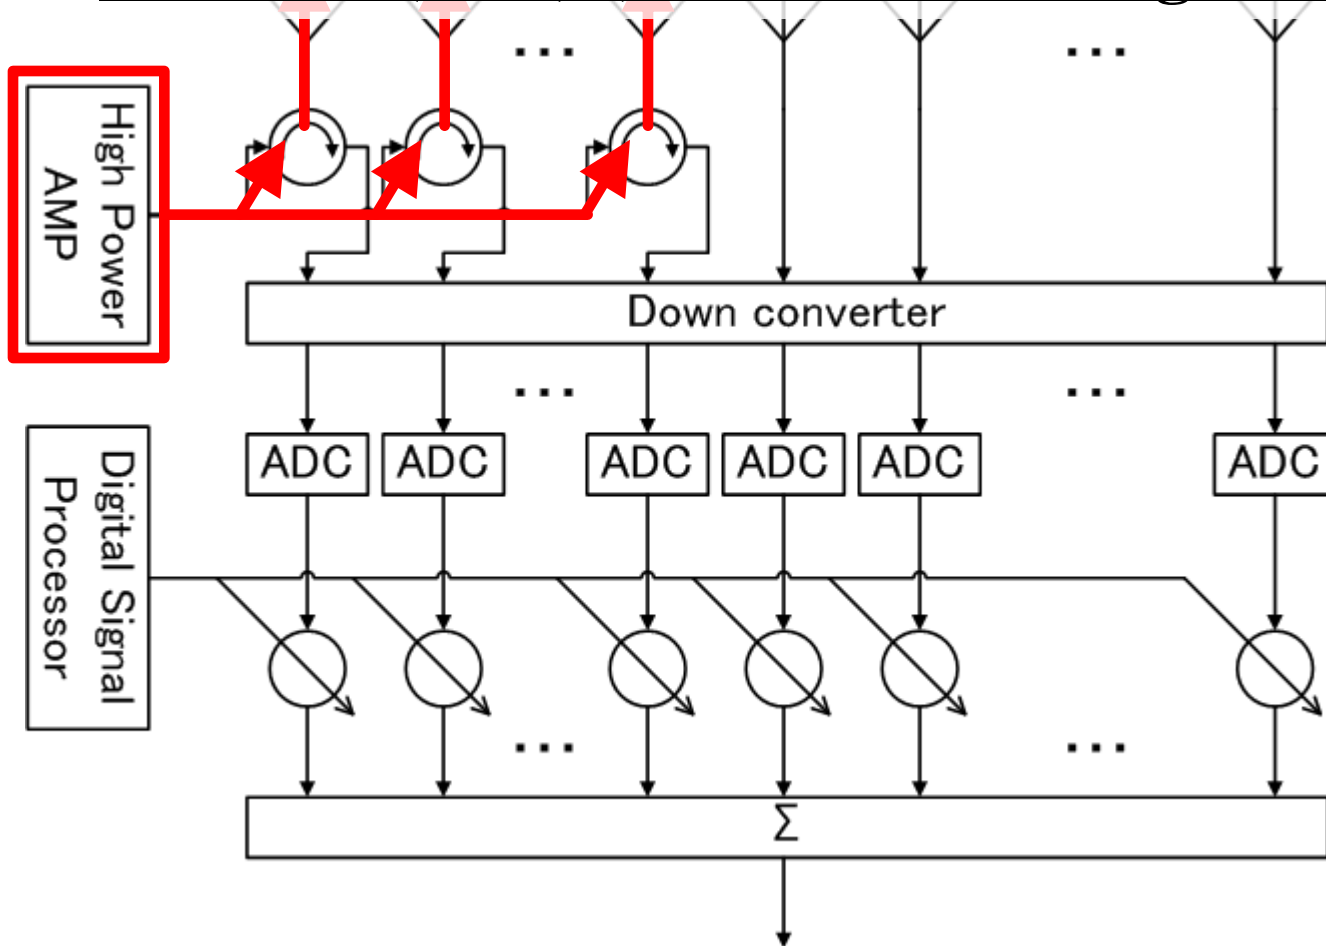 ...
...
High Power
AMP
Down converter
...
...
ADC
ADC
ADC
ADC
ADC
ADC
Digital Signal
Processor
...
...
Σ